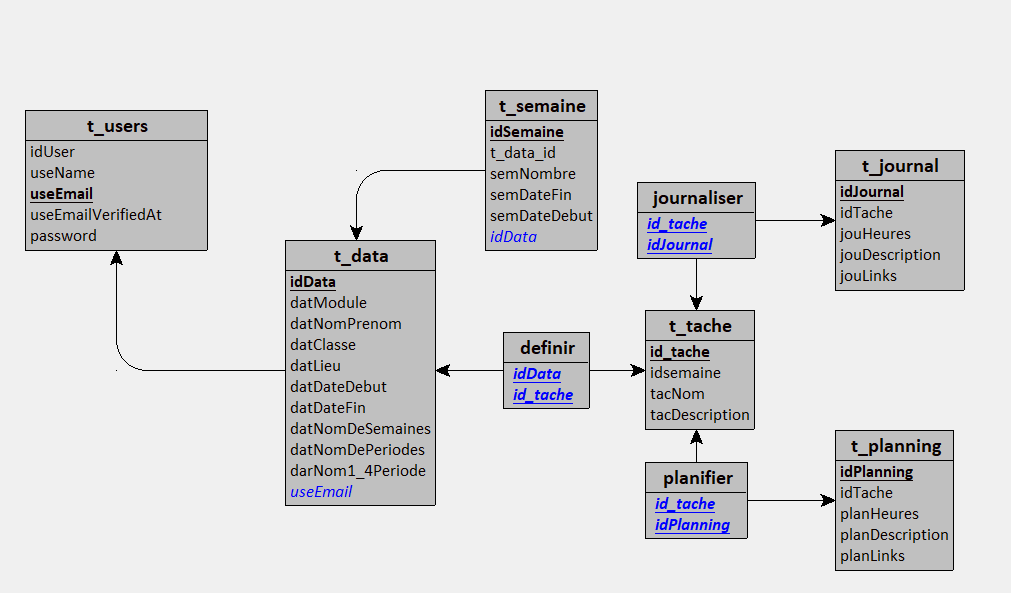 t_users
idUser
useName
useEmail
useEmailVerifiedAt
password
t_semaine
idSemaine
t_data_id
semNombre
semDateFin
semDateDebut
idData
t_data
idData
datModule
datNomPrenom
datClasse
datLieu
datDateDebut
datDateFin
datNomDeSemaines
datNomDePeriodes
darNom1_4Periode
useEmail
definir
idData
id_tache
journaliser
id_tache
idJournal
t_journal
idJournal
idTache
jouHeures
jouDescription
jouLinks
t_tache
id_tache
idsemaine
tacNom
tacDescription
planifier
id_tache
idPlanning
t_planning
idPlanning
idTache
planHeures
planDescription
planLinks